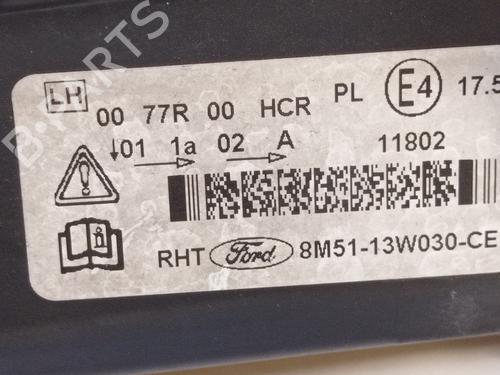 B-PARTS
LH
00 77R 00 HCR PL E4 17.5
↓01 1a 02 A 11802
RHT Ford 8M51-13W030-CE